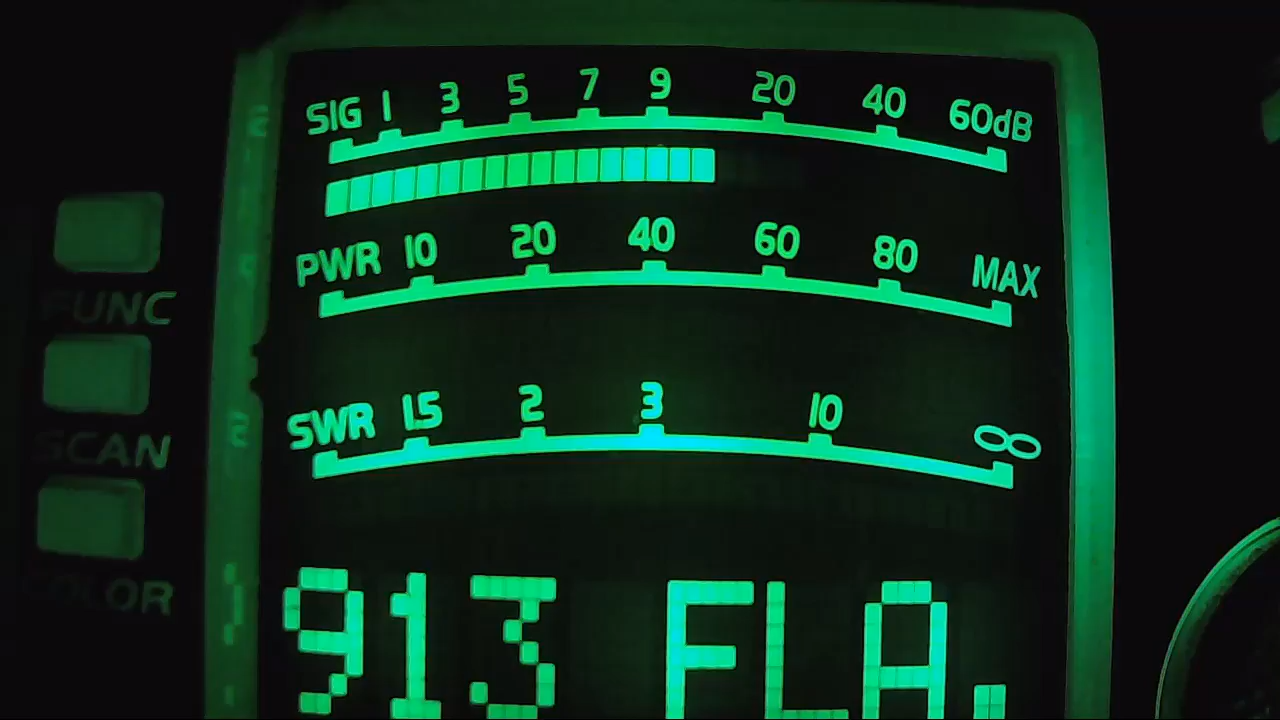 SIG 1 3 5 7 9 20 40 60dB
PWR 10 20 40 60 80 MAX
FUNC
SWR 1.5 2 3 10 ∞
SCAN
COLOR
913 FLA